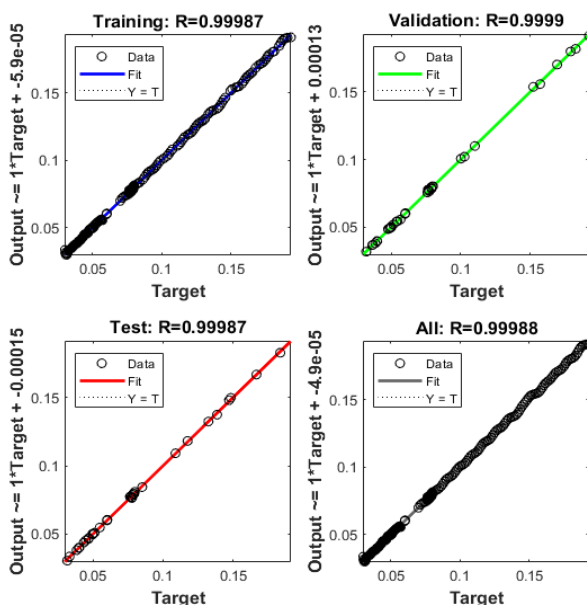 Training: R=0.99987
Output ~= 1*Target + -5.9e-05
0.15
0.1
0.05
Data
Fit
Y = T
0.05 0.1 0.15
Target
Validation: R=0.9999
Output ~= 1*Target + 0.00013
0.15
0.1
0.05
Data
Fit
Y = T
0.05 0.1 0.15
Target
Test: R=0.99987
Output ~= 1*Target + -0.00015
0.15
0.1
0.05
Data
Fit
Y = T
0.05 0.1 0.15
Target
All: R=0.99988
Output ~= 1*Target + -4.9e-05
0.15
0.1
0.05
Data
Fit
Y = T
0.05 0.1 0.15
Target